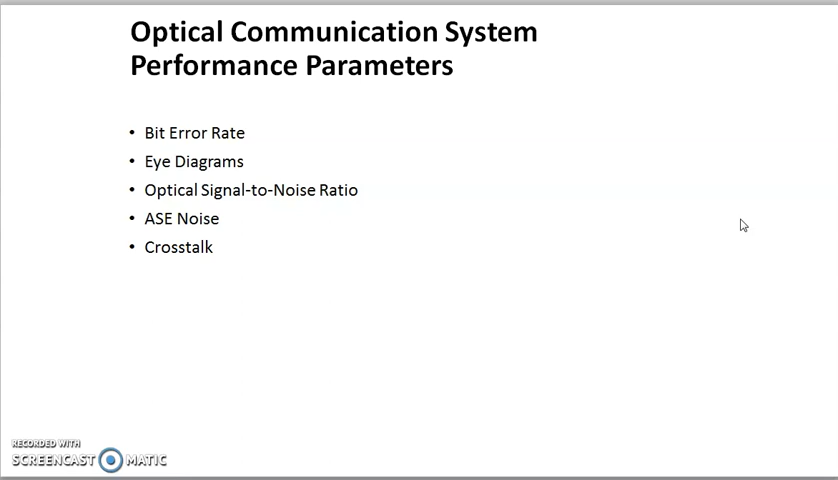 Optical Communication System
Performance Parameters
• Bit Error Rate
• Eye Diagrams
• Optical Signal-to-Noise Ratio
• ASE Noise
• Crosstalk
RECORDED WITH
SCREENCAST MATIC